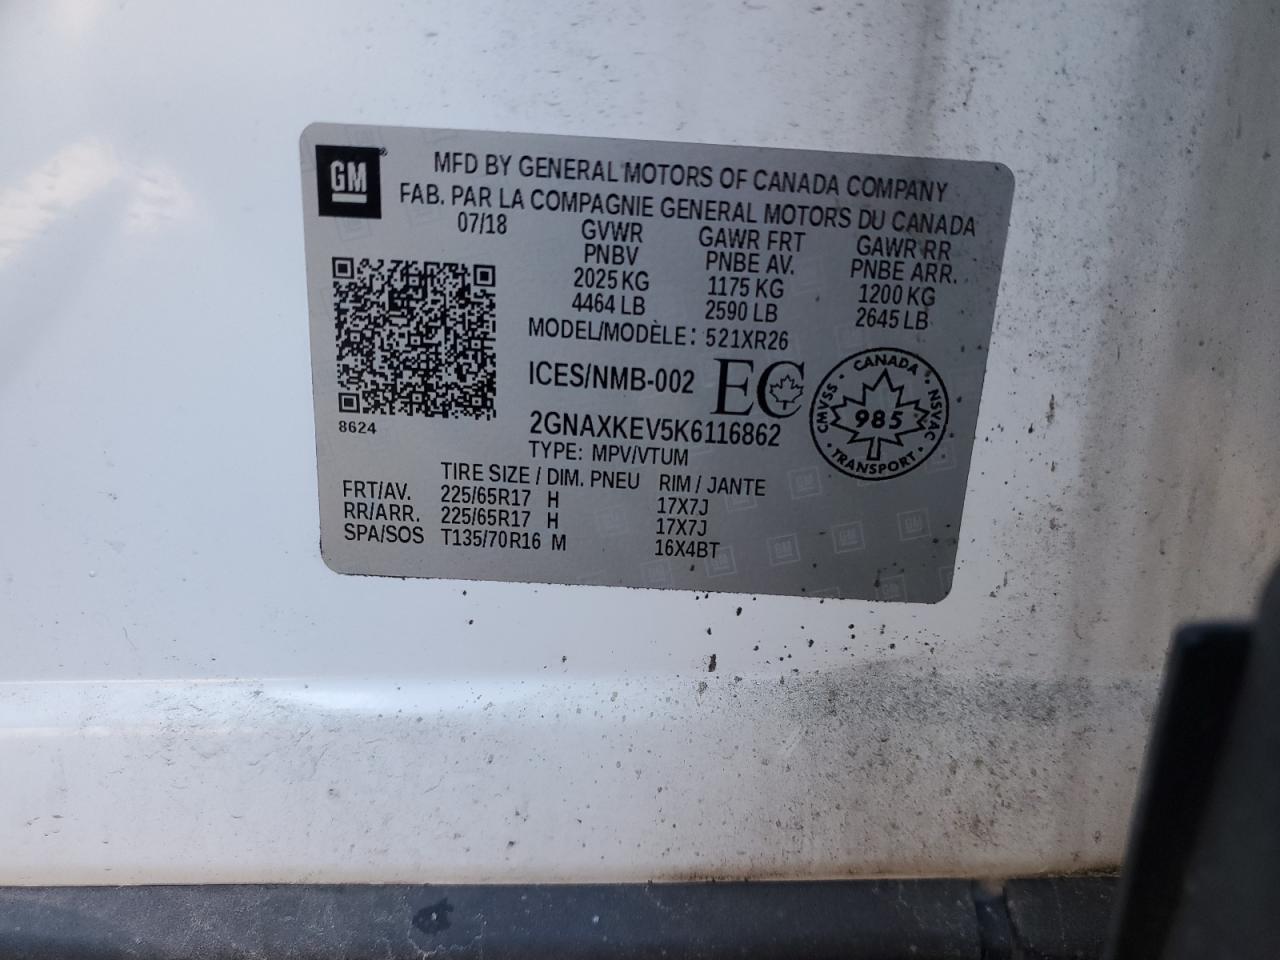 GM
MFD BY GENERAL MOTORS OF CANADA COMPANY
FAB. PAR LA COMPAGNIE GENERAL MOTORS DU CANADA
07/18
GVWR
PNBV
2025 KG
4464 LB
GAWR FRT
PNBE AV.
1175 KG
2590 LB
GAWR RR
PNBE ARR.
1200 KG
2645 LB
MODEL/MODÈLE: 521XR26
ICES/NMB-002 EC
CANADA
CMVSS - NSVAC
985
TRANSPORT
8624
2GNAXKEV5K6116862
TYPE: MPV/VTUM
TIRE SIZE / DIM. PNEU RIM / JANTE
FRT/AV. 225/65R17 H 17X7J
RR/ARR. 225/65R17 H 17X7J
SPA/SOS T135/70R16 M 16X4BT